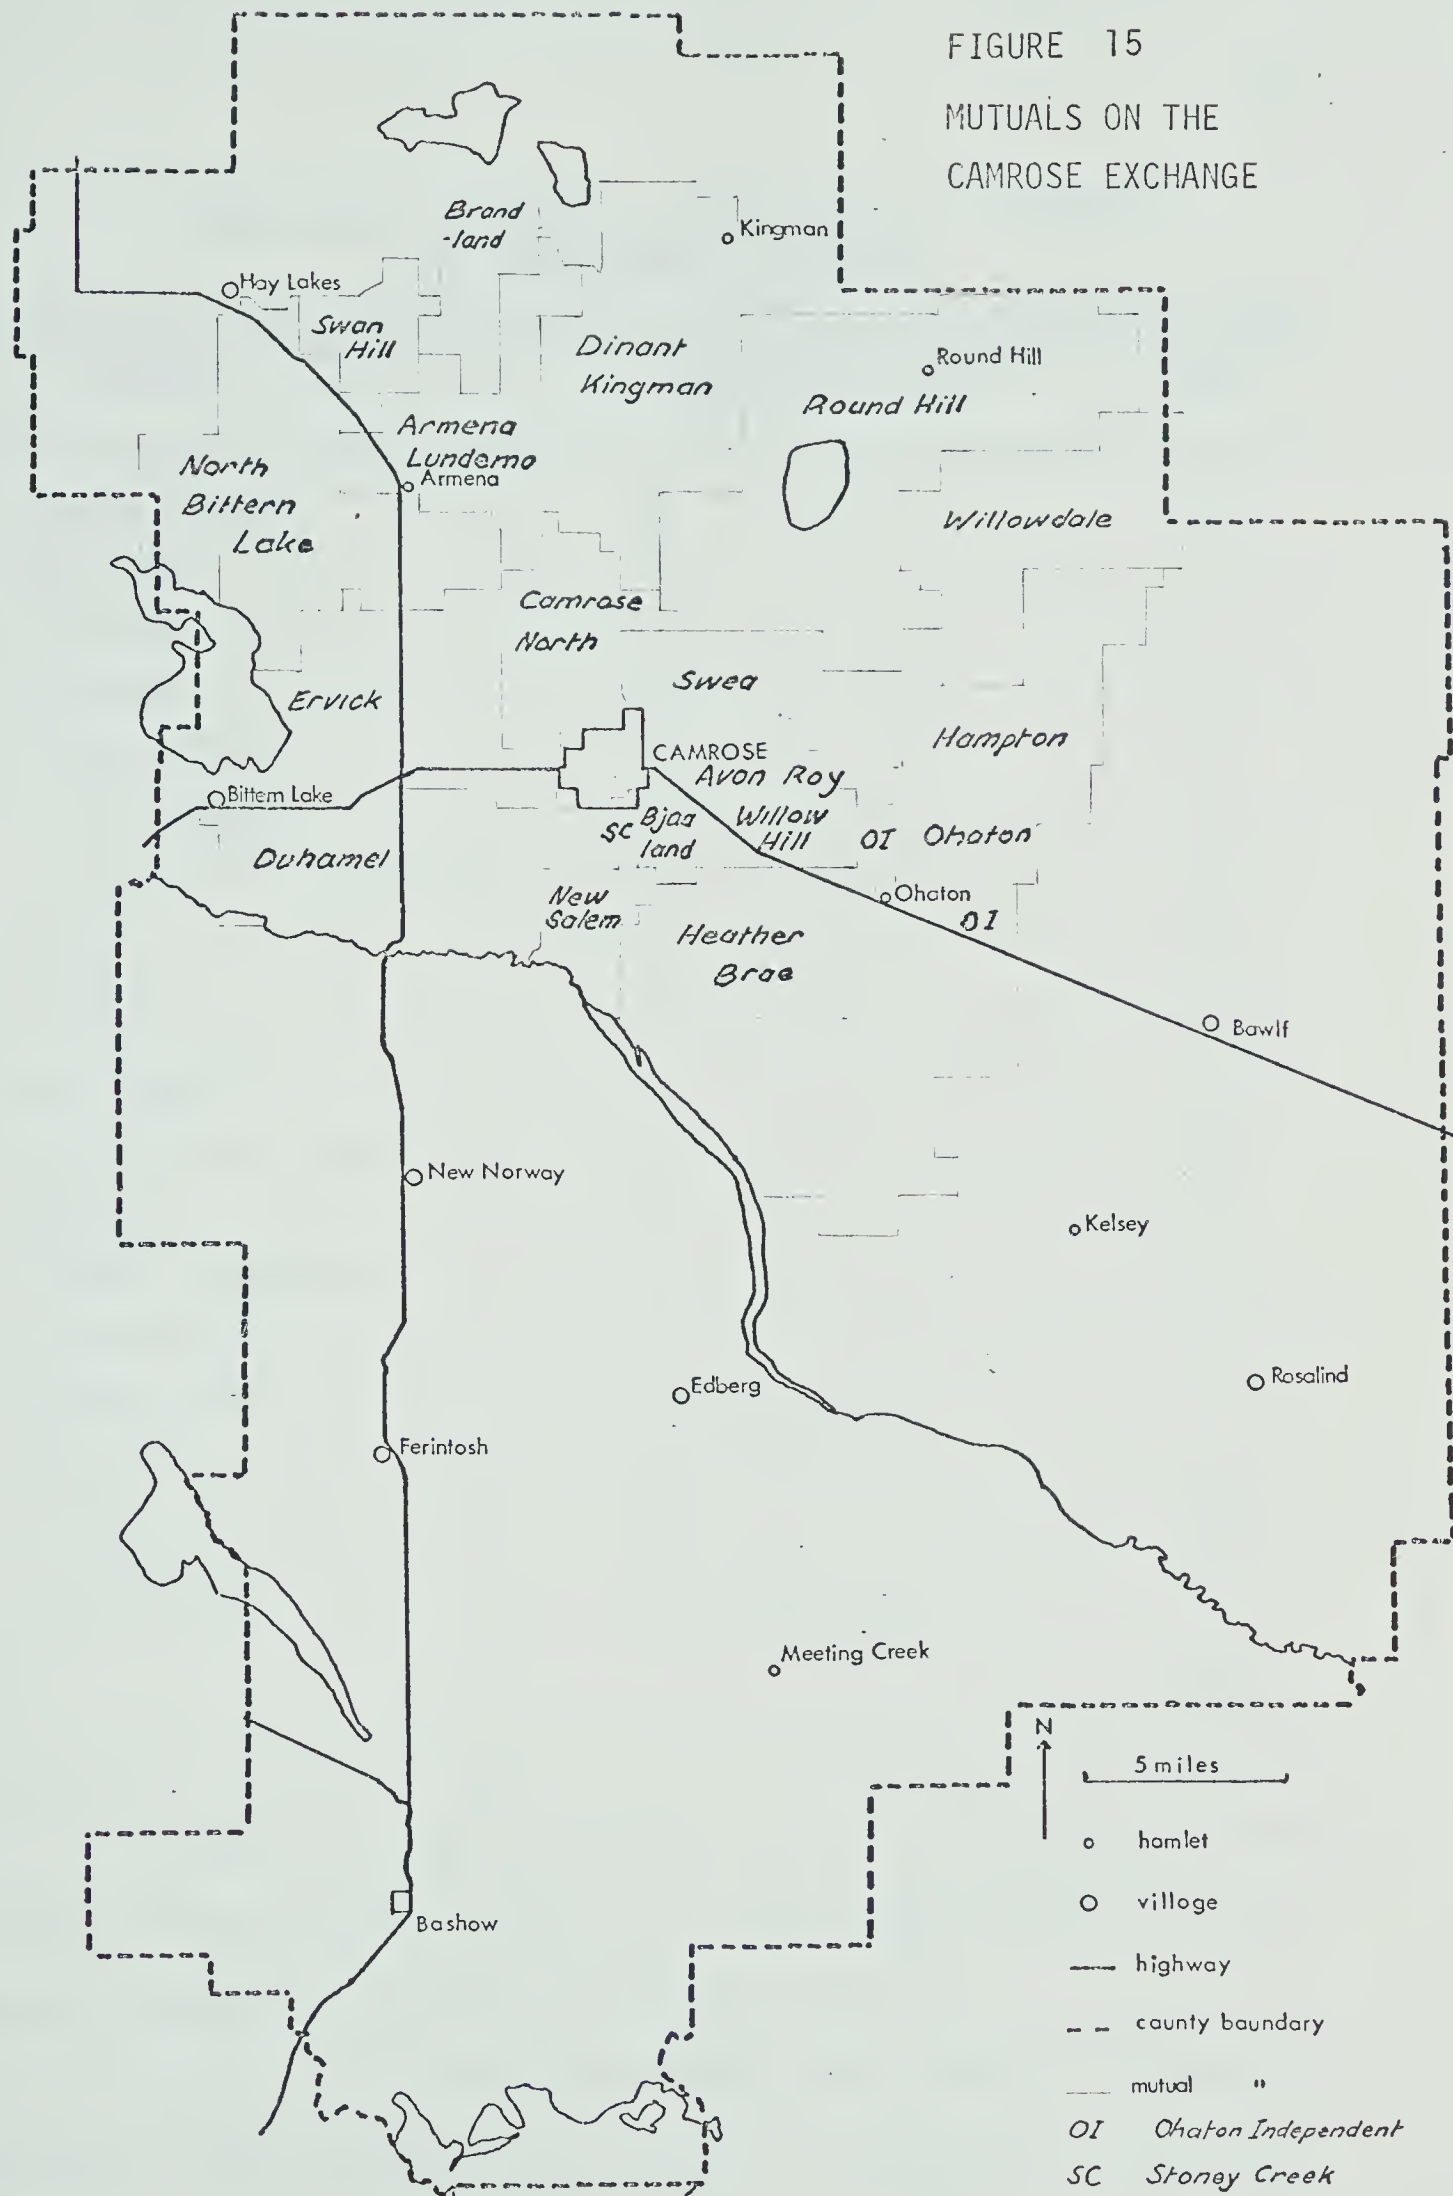 FIGURE 15
MUTUALS ON THE
CAMROSE EXCHANGE
Brand
-land
Kingman
Hay Lakes
Swan
Hill
Dinant
Kingman
Round Hill
Round Hill
Armena
Lundemo
Armena
North
Bittern
Lake
Willowdale
Camrose
North
Swea
Ervick
Hampton
CAMROSE
Avon Roy
Bittern Lake
SC
Bjaa
land
Willow
Hill
OI
Ohaton
Duhamel
New
Salem
Ohaton
OI
Heather
Brae
Bawlf
New Norway
Kelsey
Edberg
Rosalind
Ferintosh
Meeting Creek
N
5 miles
hamlet
village
highway
county boundary
mutual "
OI Ohaton Independent
SC Stoney Creek
Bashow